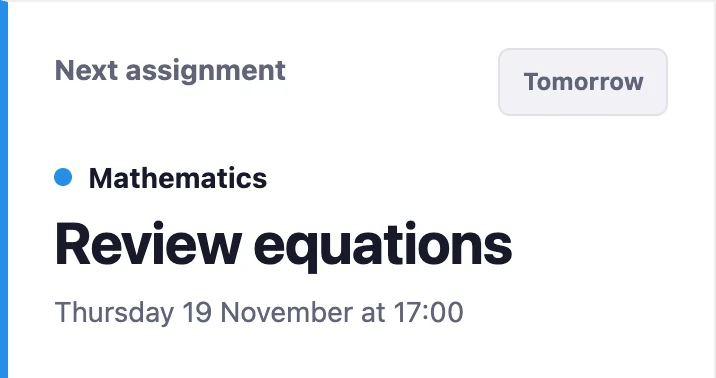 Next assignment
Tomorrow
Mathematics
Review equations
Thursday 19 November at 17:00